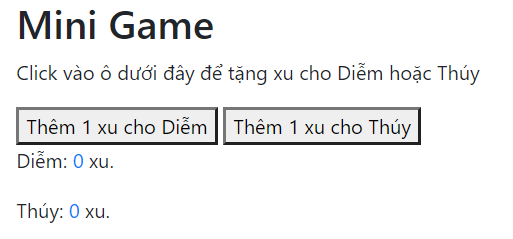 Mini Game
Click vào ô dưới đây để tặng xu cho Diễm hoặc Thúy
Thêm 1 xu cho Diễm Thêm 1 xu cho Thúy
Diễm: 0 xu.
Thúy: 0 xu.